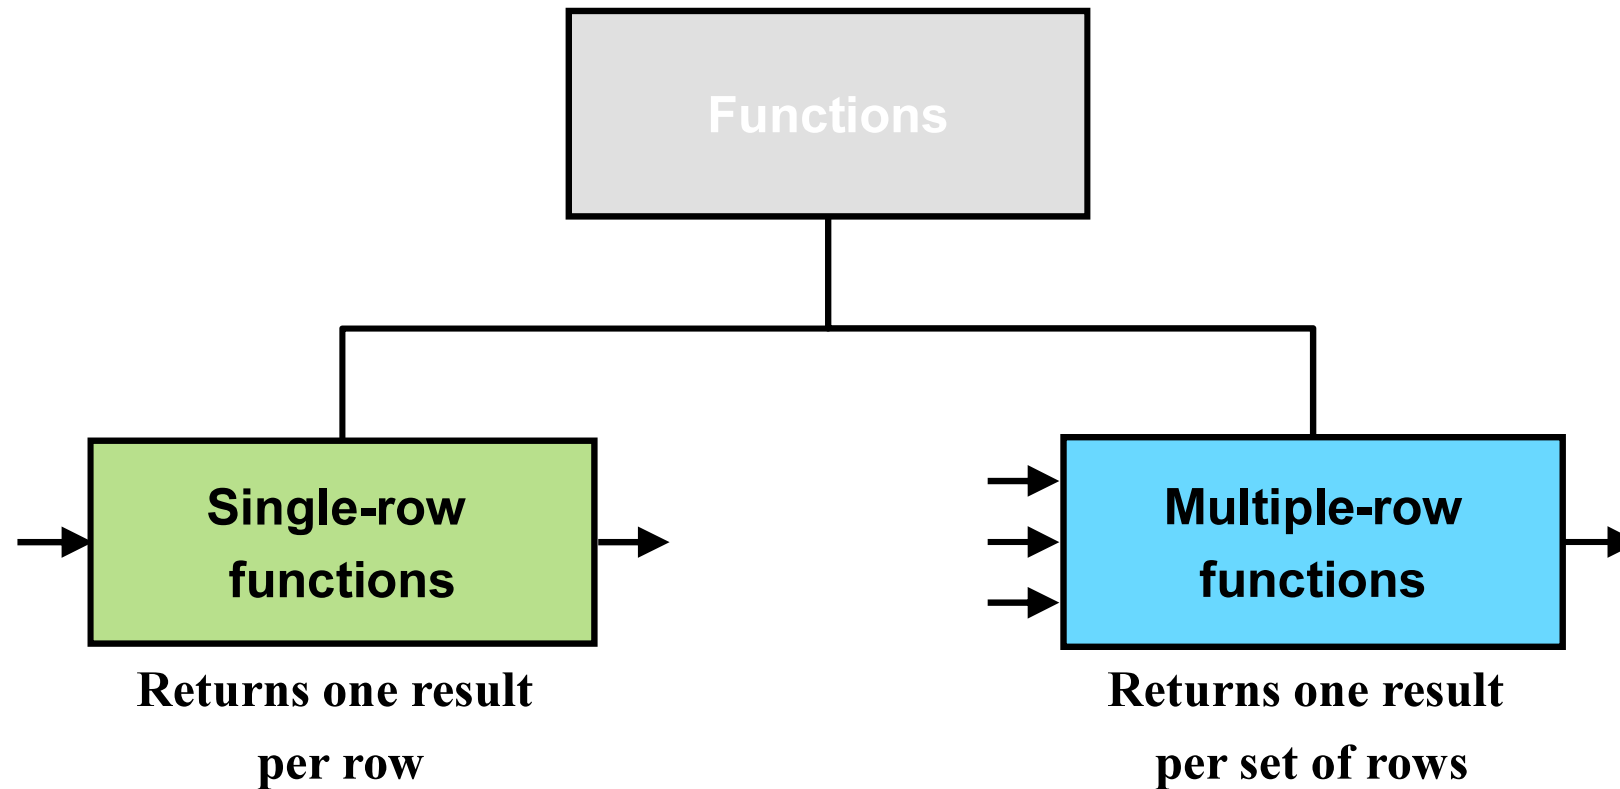 Functions
Single-row
functions
Multiple-row
functions
Returns one result
per row
Returns one result
per set of rows